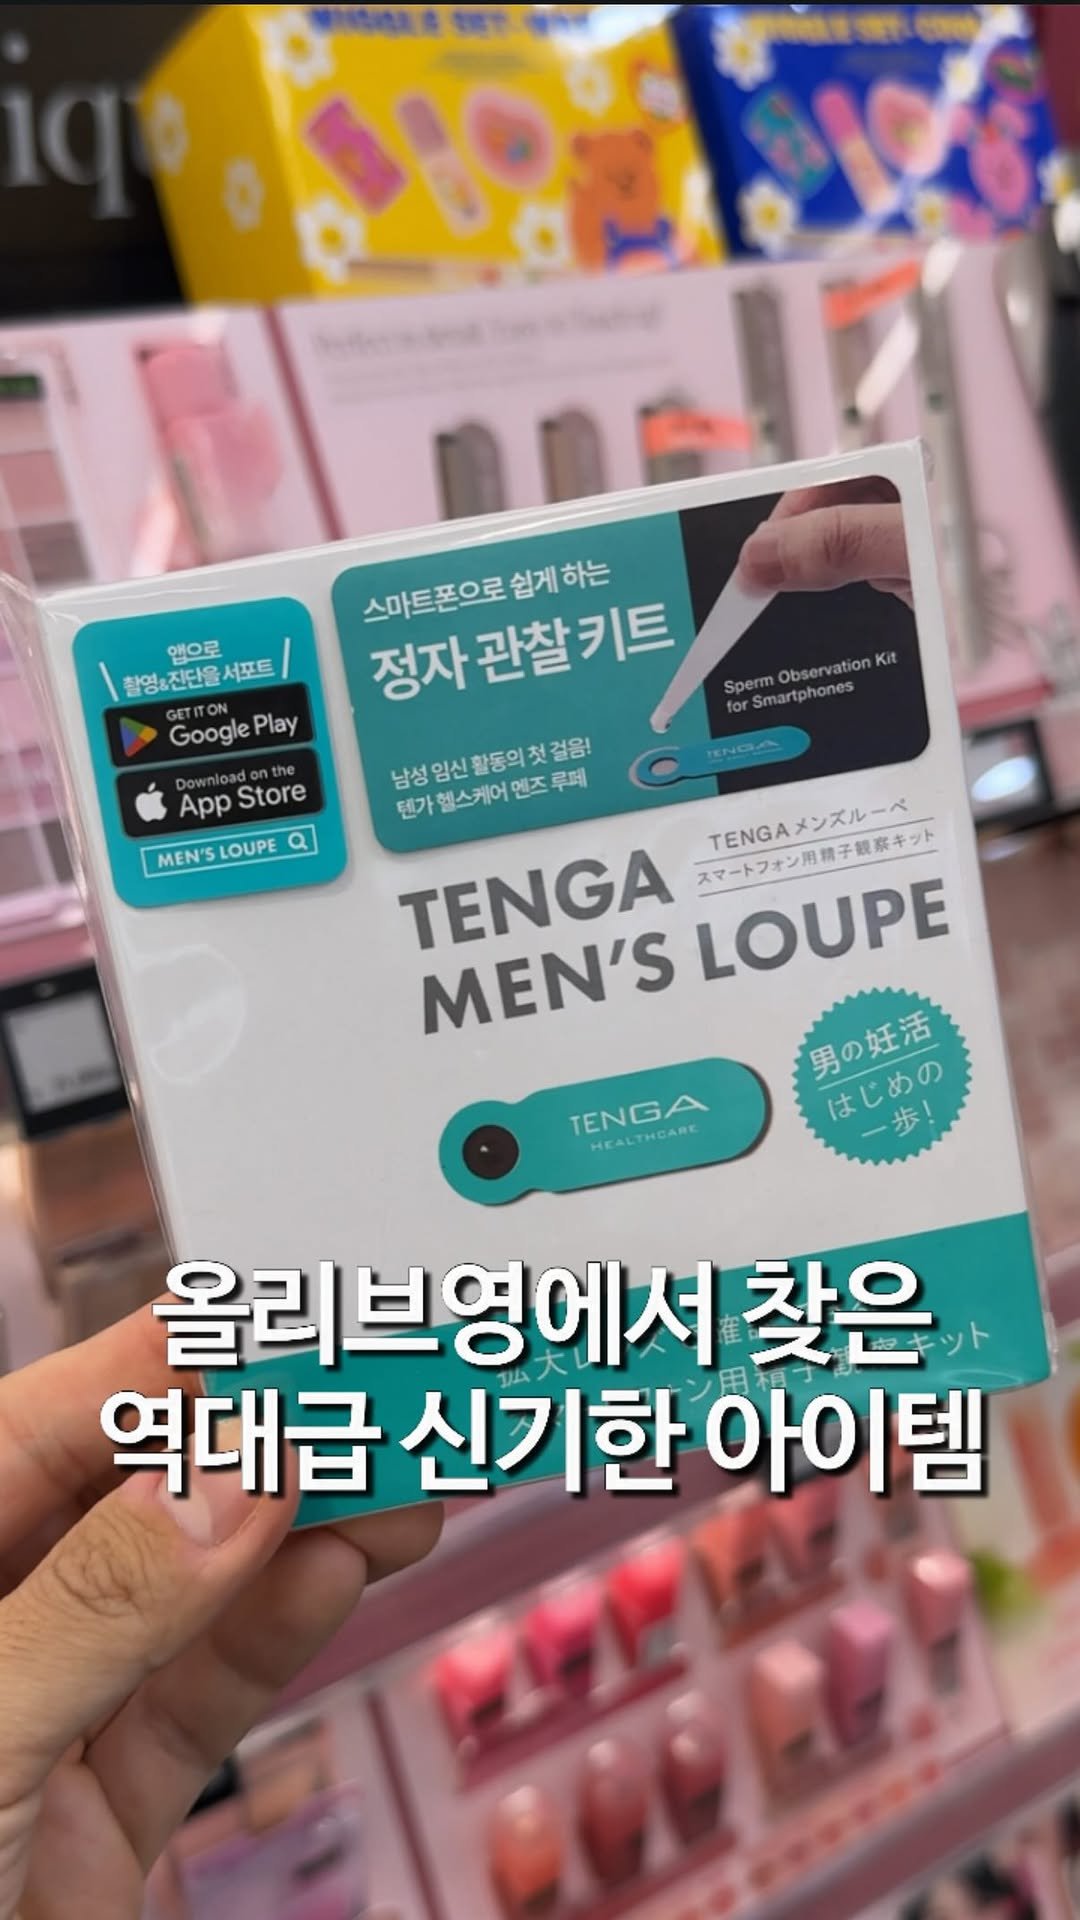 스마트폰으로 쉽게 하는
정자 관찰 키트
남성 임신 활동의 첫 걸음!
텐가 헬스케어 멘즈 루페
Sperm Observation Kit
for Smartphones
TENGA
앱으로
촬영&진단을 서포트
GET IT ON
Google Play
Download on the
App Store
MEN'S LOUPE
TENGAメンズルーペ
スマートフォン用精子観察キット
TENGA
MEN'S LOUPE
男の妊活
はじめの
一歩!
TENGA
HEALTHCARE
올리브영에서 찾은
역대급 신기한 아이템